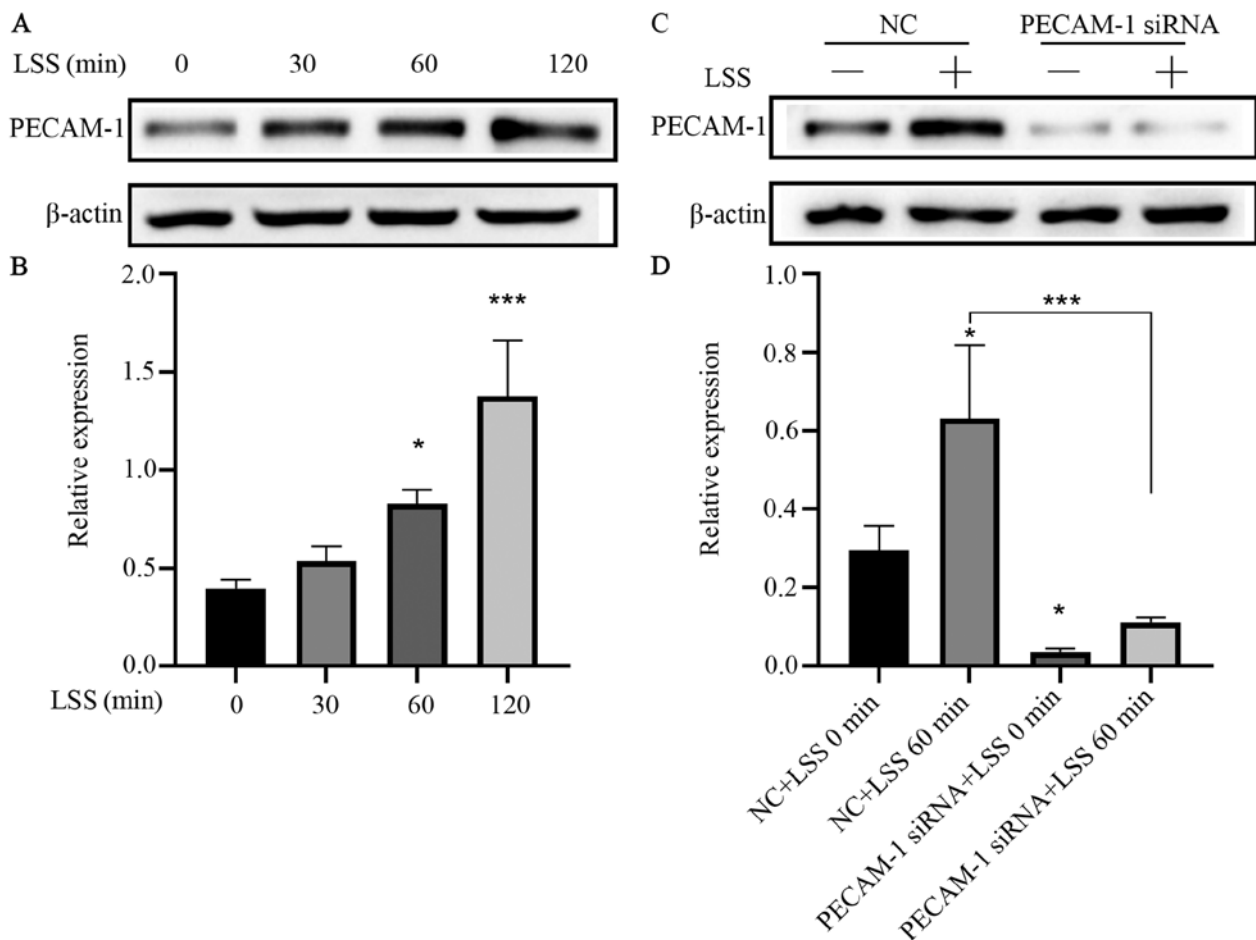 A
LSS (min) 0 30 60 120
PECAM-1
β-actin
B
2.0
1.5
1.0
0.5
0.0
Relative expression
*
***
LSS (min) 0 30 60 120
C
NC PECAM-1 siRNA
LSS — + — +
PECAM-1
β-actin
D
1.0
0.8
0.6
0.4
0.2
0.0
Relative expression
*
***
*
NC+LSS 0 min
NC+LSS 60 min
PECAM-1 siRNA+LSS 0 min
PECAM-1 siRNA+LSS 60 min